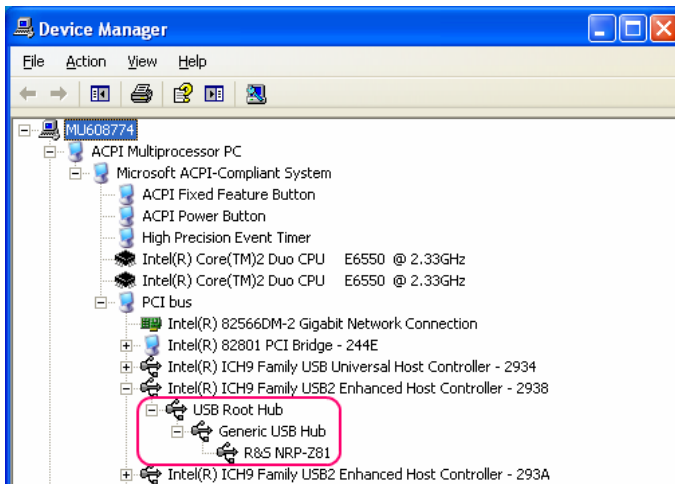 Device Manager
File Action View Help
MU608774
ACPI Multiprocessor PC
Microsoft ACPI-Compliant System
ACPI Fixed Feature Button
ACPI Power Button
High Precision Event Timer
Intel(R) Core(TM)2 Duo CPU E6550 @ 2.33GHz
Intel(R) Core(TM)2 Duo CPU E6550 @ 2.33GHz
PCI bus
Intel(R) 82566DM-2 Gigabit Network Connection
Intel(R) 82801 PCI Bridge - 244E
Intel(R) ICH9 Family USB Universal Host Controller - 2934
Intel(R) ICH9 Family USB2 Enhanced Host Controller - 2938
USB Root Hub
Generic USB Hub
R&S NRP-Z81
Intel(R) ICH9 Family USB2 Enhanced Host Controller - 293A